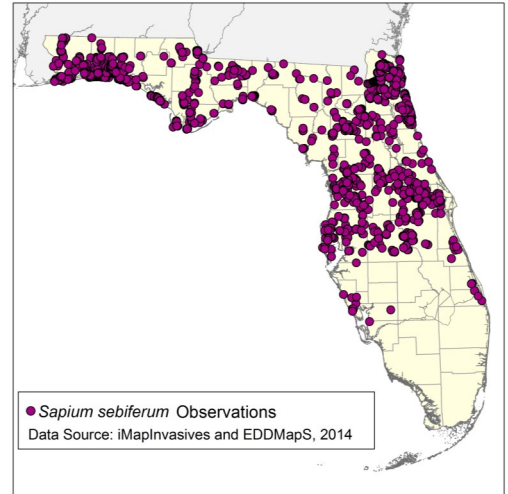 Sapium sebiferum Observations
Data Source: iMapInvasives and EDDMapS, 2014